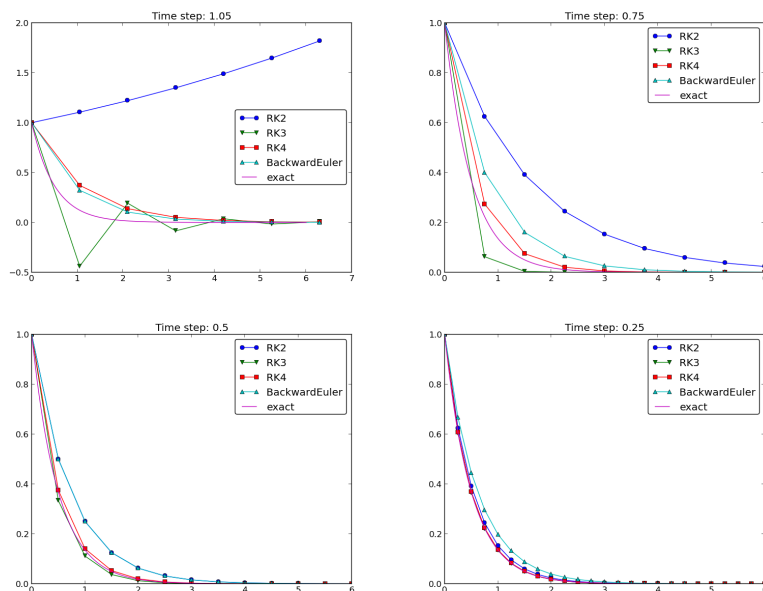 Time step: 1.05
2.0
1.5
1.0
0.5
0.0
−0.5
0 1 2 3 4 5 6 7
RK2
RK3
RK4
BackwardEuler
exact
Time step: 0.75
1.0
0.8
0.6
0.4
0.2
0.0
0 1 2 3 4 5 6
RK2
RK3
RK4
BackwardEuler
exact
Time step: 0.5
1.0
0.8
0.6
0.4
0.2
0.0
0 1 2 3 4 5 6
RK2
RK3
RK4
BackwardEuler
exact
Time step: 0.25
1.0
0.8
0.6
0.4
0.2
0.0
0 1 2 3 4 5
RK2
RK3
RK4
BackwardEuler
exact